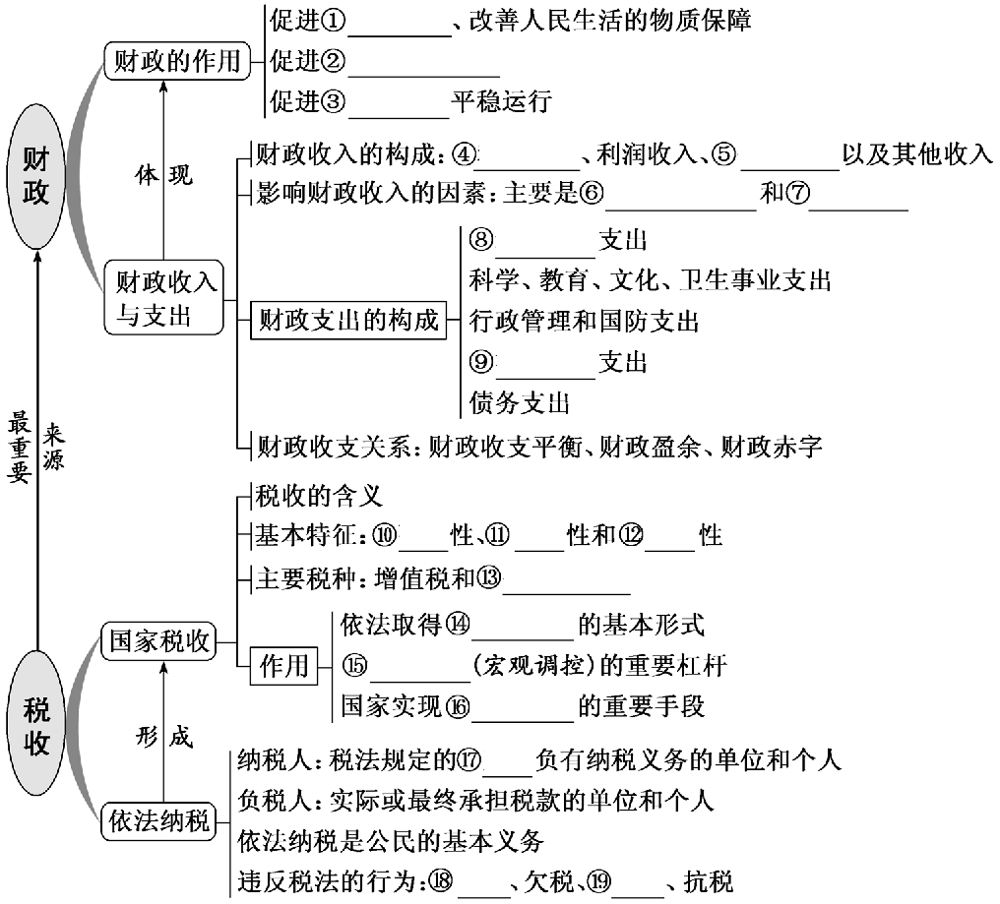 促进①________、改善人民生活的物质保障
财政的作用
促进②____________
促进③________平稳运行
财政
体现
财政收入的构成：④________、利润收入、⑤________以及其他收入
影响财政收入的因素：主要是⑥____________和⑦________
⑧________支出
科学、教育、文化、卫生事业支出
财政收入与支出
财政支出的构成
行政管理和国防支出
⑨________支出
债务支出
最重要
来源
财政收支关系：财政收支平衡、财政盈余、财政赤字
税收的含义
基本特征：⑩____性、⑪____性和⑫____性
主要税种：增值税和⑬__________
国家税收
依法取得⑭________的基本形式
作用
⑮________(宏观调控)的重要杠杆
国家实现⑯________的重要手段
税收
形成
纳税人：税法规定的⑰____负有纳税义务的单位和个人
负税人：实际或最终承担税款的单位和个人
依法纳税
依法纳税是公民的基本义务
违反税法的行为：⑱____、欠税、⑲____、抗税